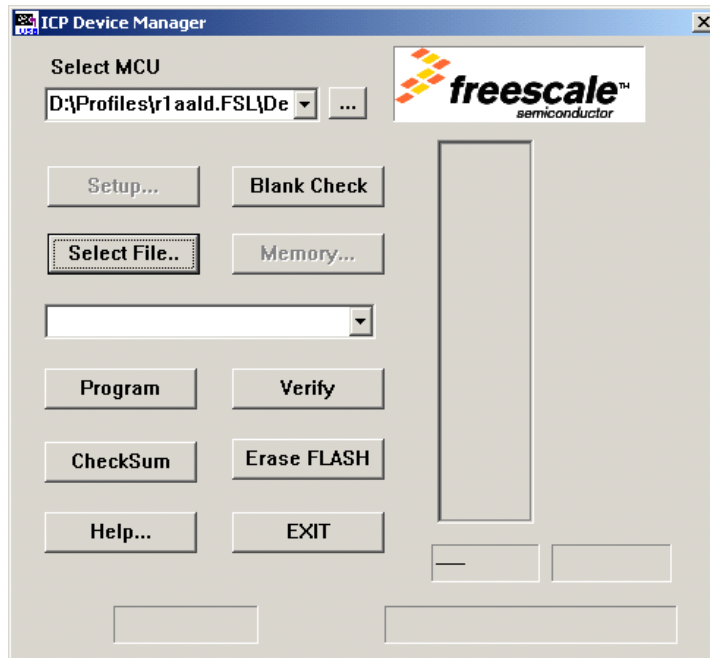 ICP Device Manager
Select MCU
D:\Profiles\r1aald.FSL\De
...
freescale™
semiconductor
Setup...
Blank Check
Select File..
Memory...
Program
Verify
CheckSum
Erase FLASH
Help...
EXIT